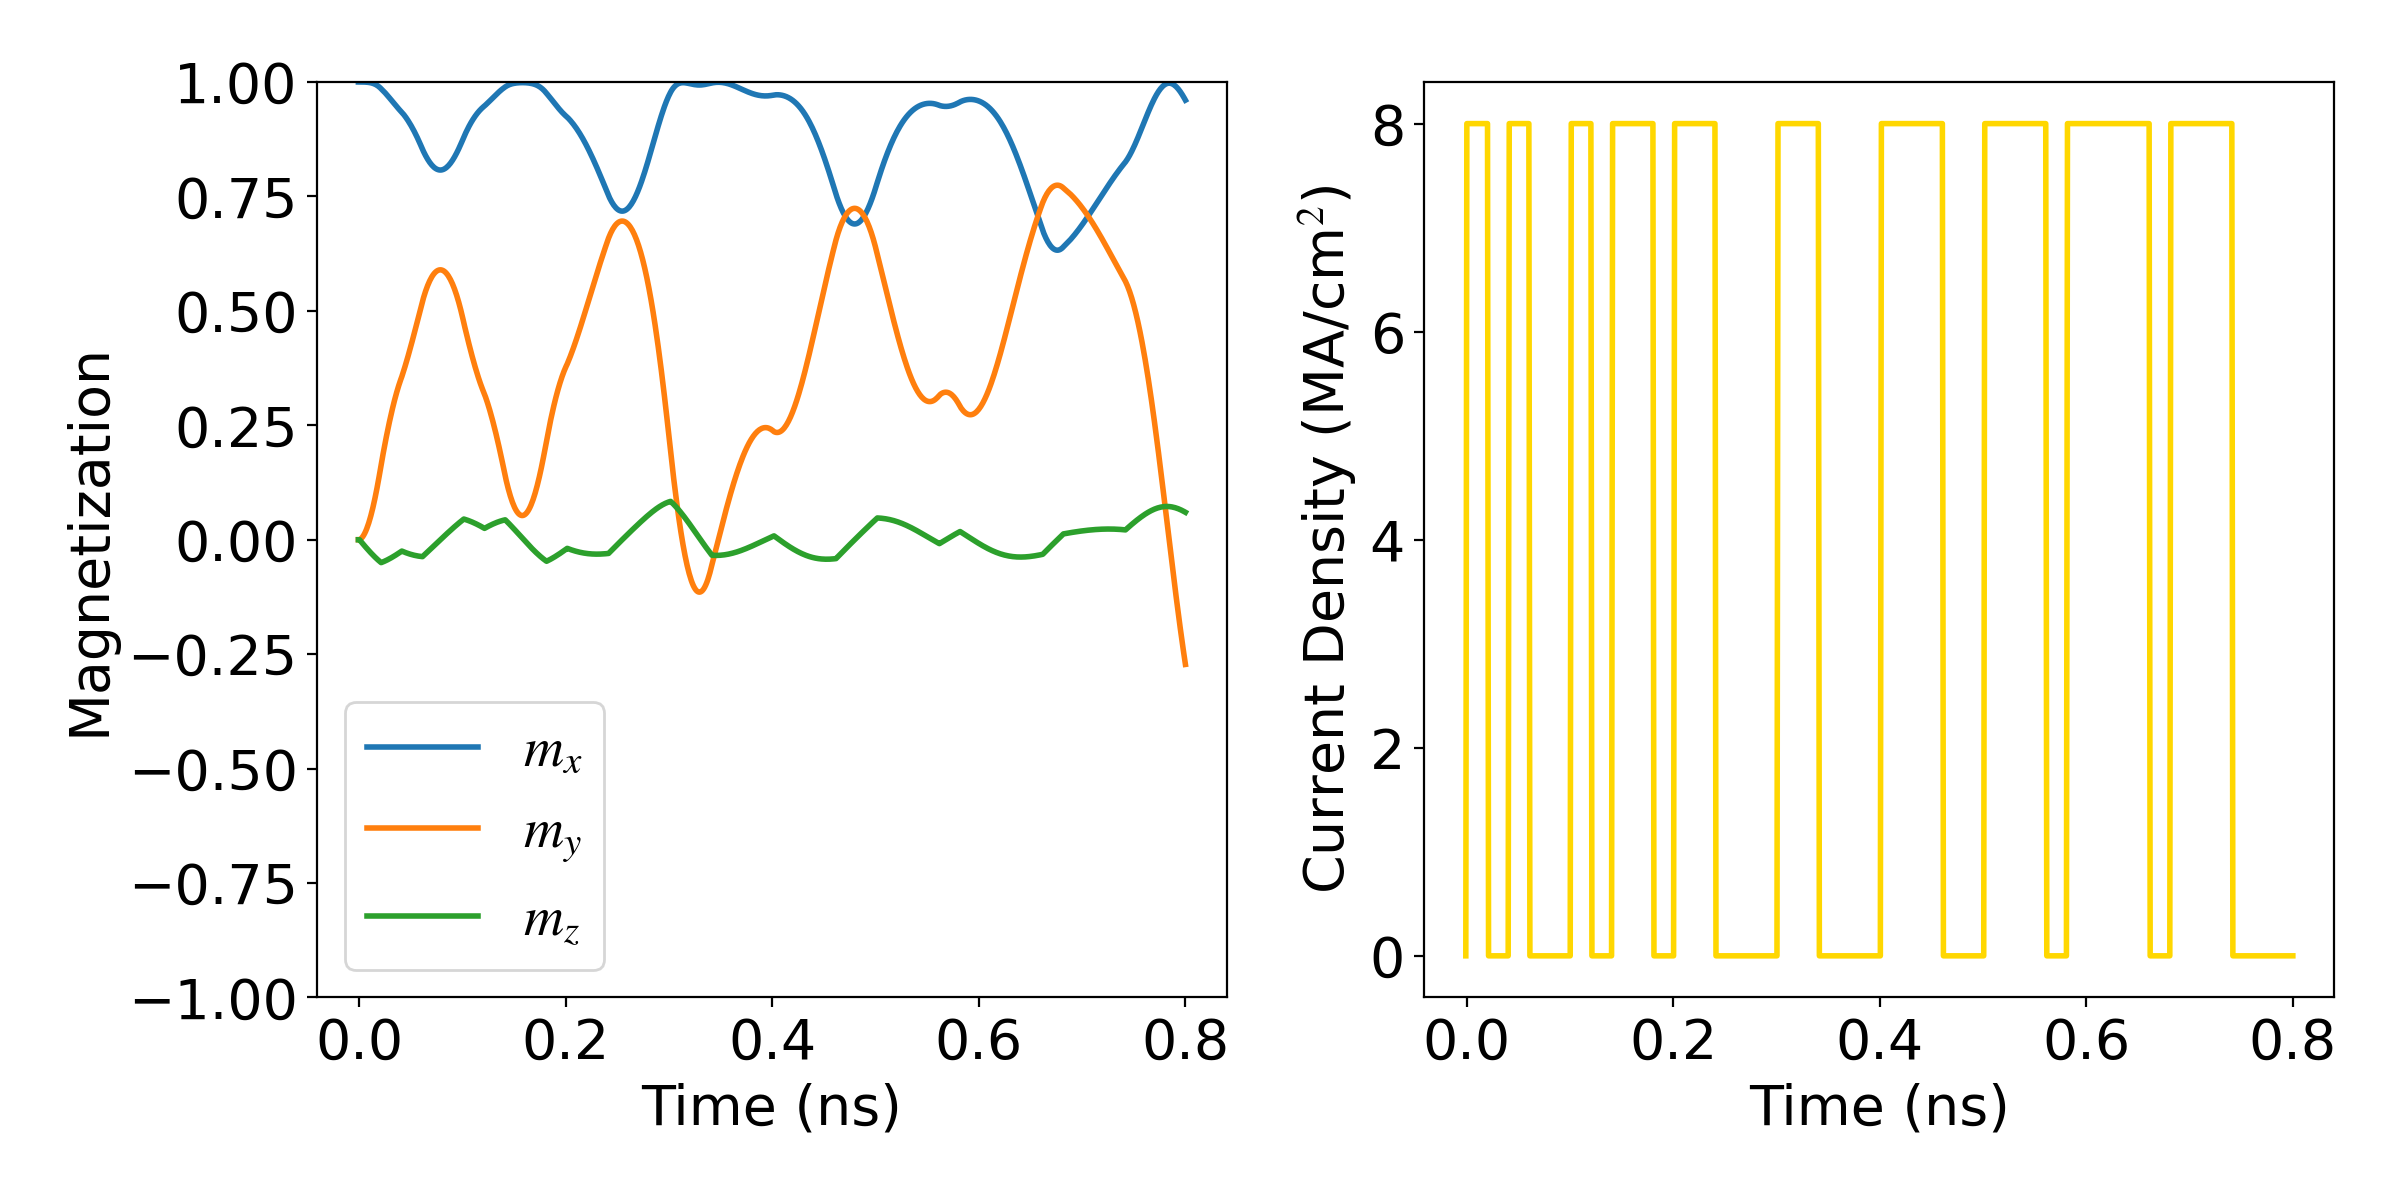 1.00
0.75
0.50
0.25
0.00
−0.25
−0.50
−0.75
−1.00
Magnetization
m_x
m_y
m_z
0.0 0.2 0.4 0.6 0.8
Time (ns)
8
6
4
2
0
Current Density (MA/cm²)
0.0 0.2 0.4 0.6 0.8
Time (ns)